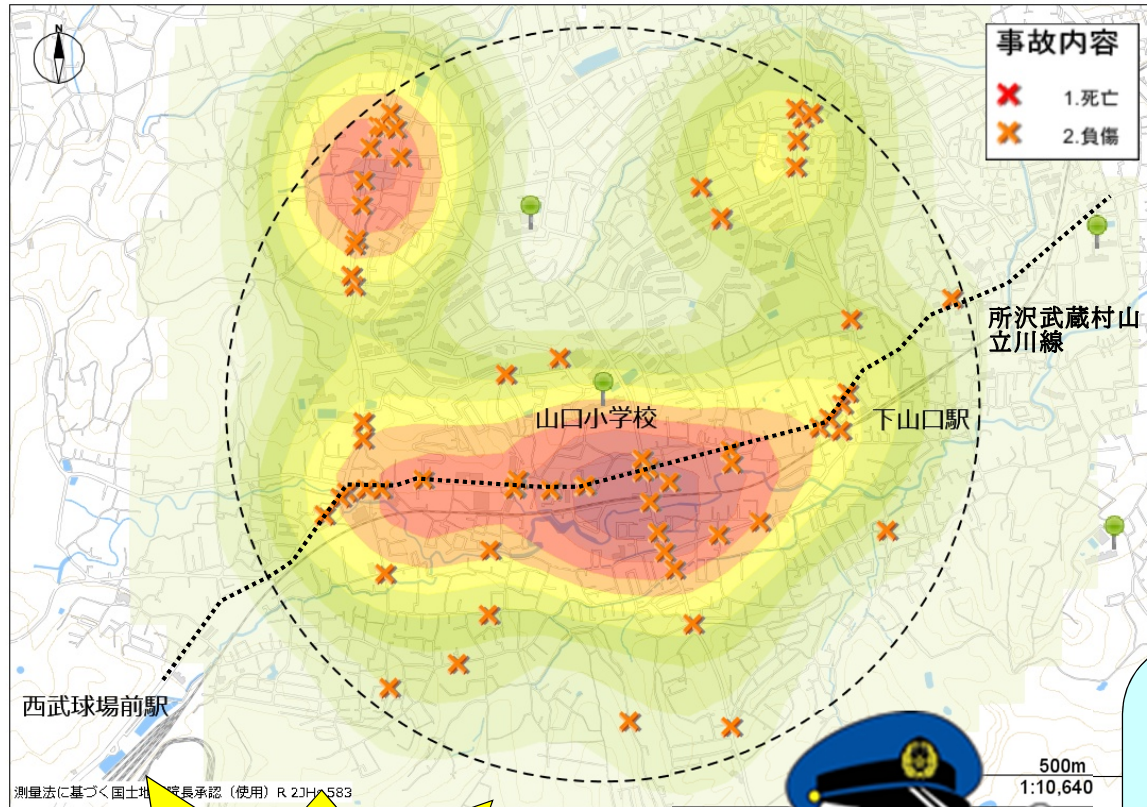 N
事故内容
1.死亡
2.負傷
所沢武蔵村山
立川線
山口小学校
下山口駅
西武球場前駅
500m
1:10,640
測量法に基づく国土地 院長承認（使用）R 2JHs 583